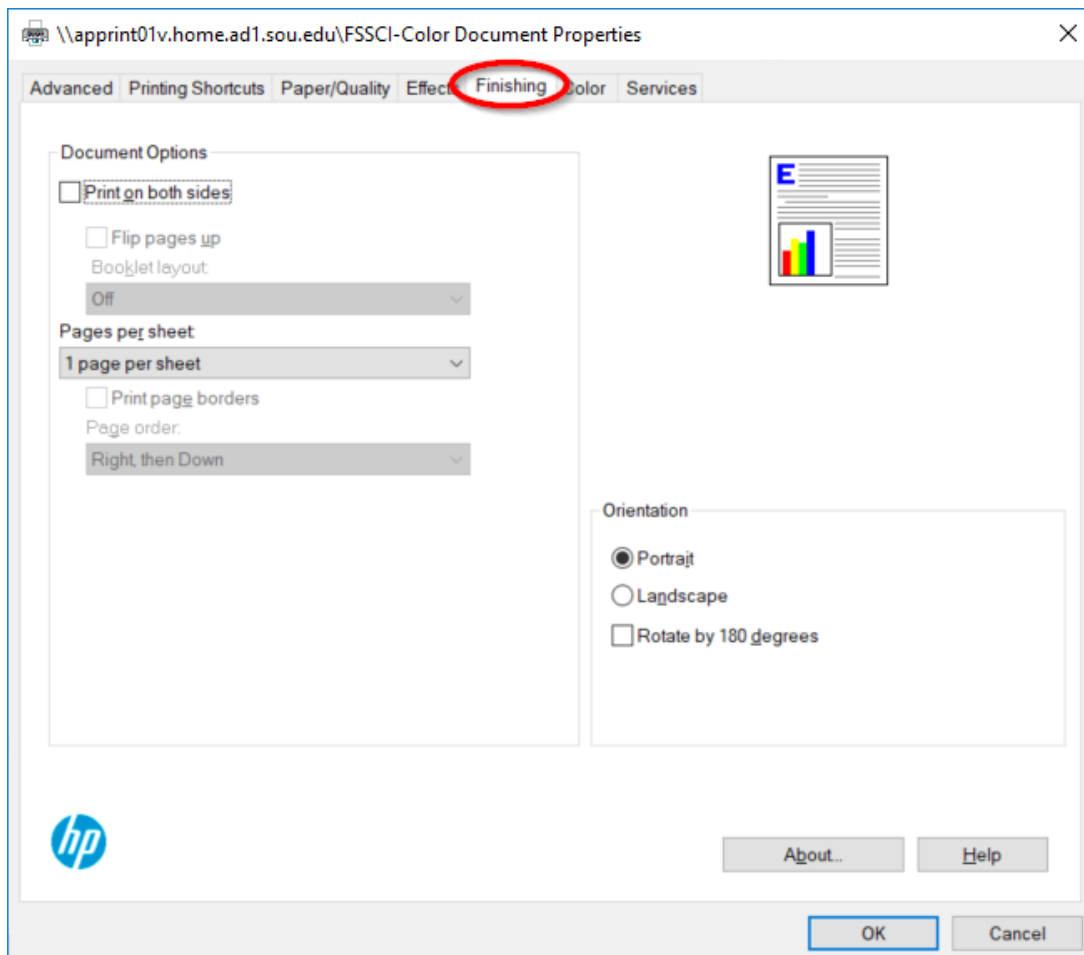 \\apprint01v.home.ad1.sou.edu\FSSCI-Color Document Properties
Advanced Printing Shortcuts Paper/Quality Effects Finishing Color Services
Document Options
Print on both sides
Flip pages up
Booklet layout:
Off
Pages per sheet:
1 page per sheet
Print page borders
Page order:
Right, then Down
E
Orientation
Portrait
Landscape
Rotate by 180 degrees
hp
About...
Help
OK
Cancel